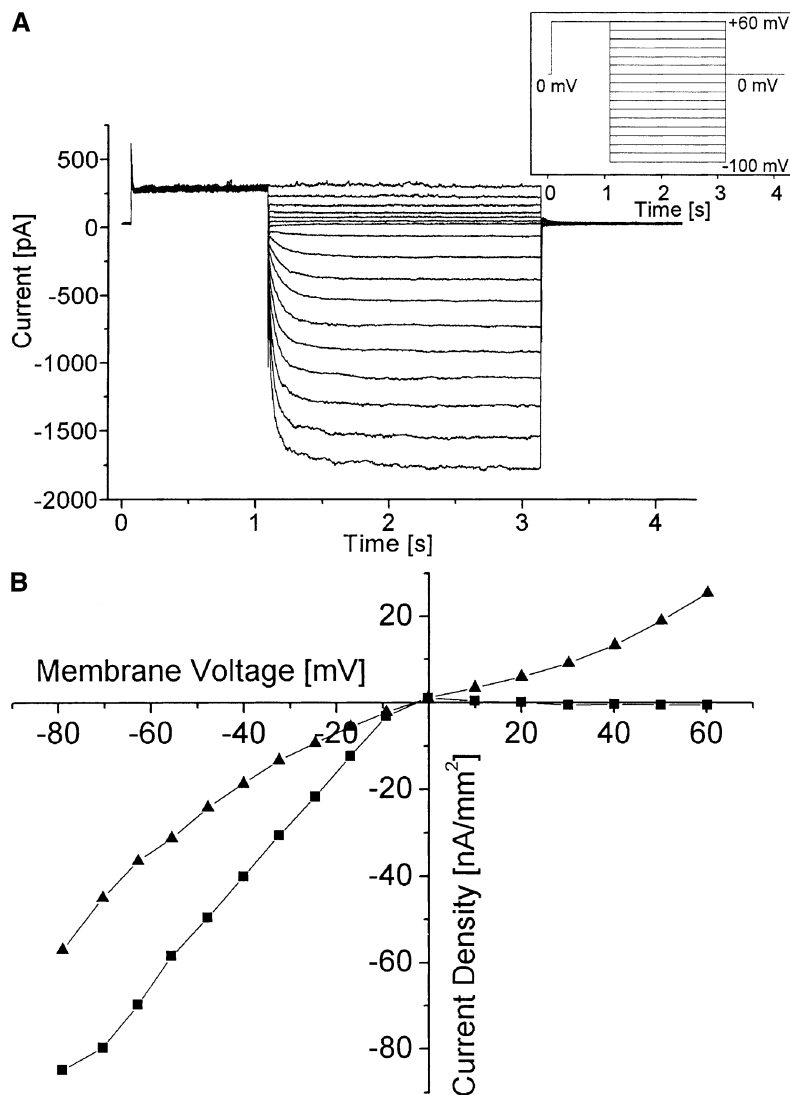 A
+60 mV
0 mV
0 mV
-100 mV
0 1 2 3 4
Time [s]
500
0
-500
-1000
-1500
-2000
Current [pA]
0 1 2 3 4
Time [s]
B
20
Membrane Voltage [mV]
-80 -60 -40 -20 20 40 60
-20
-40
-60
-80
Current Density [nA/mm²]